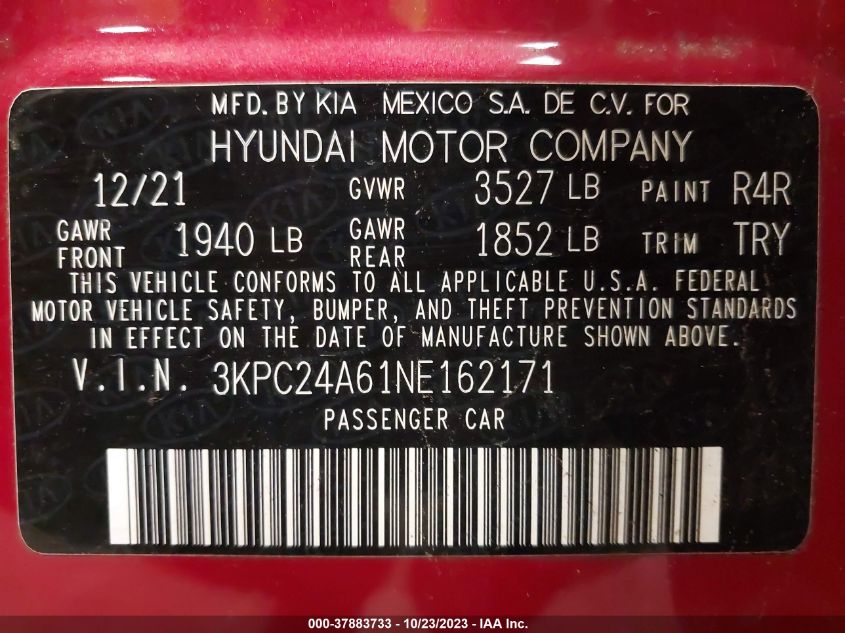 MFD. BY KIA MEXICO S.A. DE C.V. FOR
HYUNDAI MOTOR COMPANY
12/21 GVWR 3527 LB PAINT R4R
GAWR FRONT 1940 LB GAWR REAR 1852 LB TRIM TRY
THIS VEHICLE CONFORMS TO ALL APPLICABLE U.S.A. FEDERAL
MOTOR VEHICLE SAFETY, BUMPER, AND THEFT PREVENTION STANDARDS
IN EFFECT ON THE DATE OF MANUFACTURE SHOWN ABOVE.
V.I.N. 3KPC24A61NE162171
PASSENGER CAR
000-37883733 - 10/23/2023 - IAA Inc.